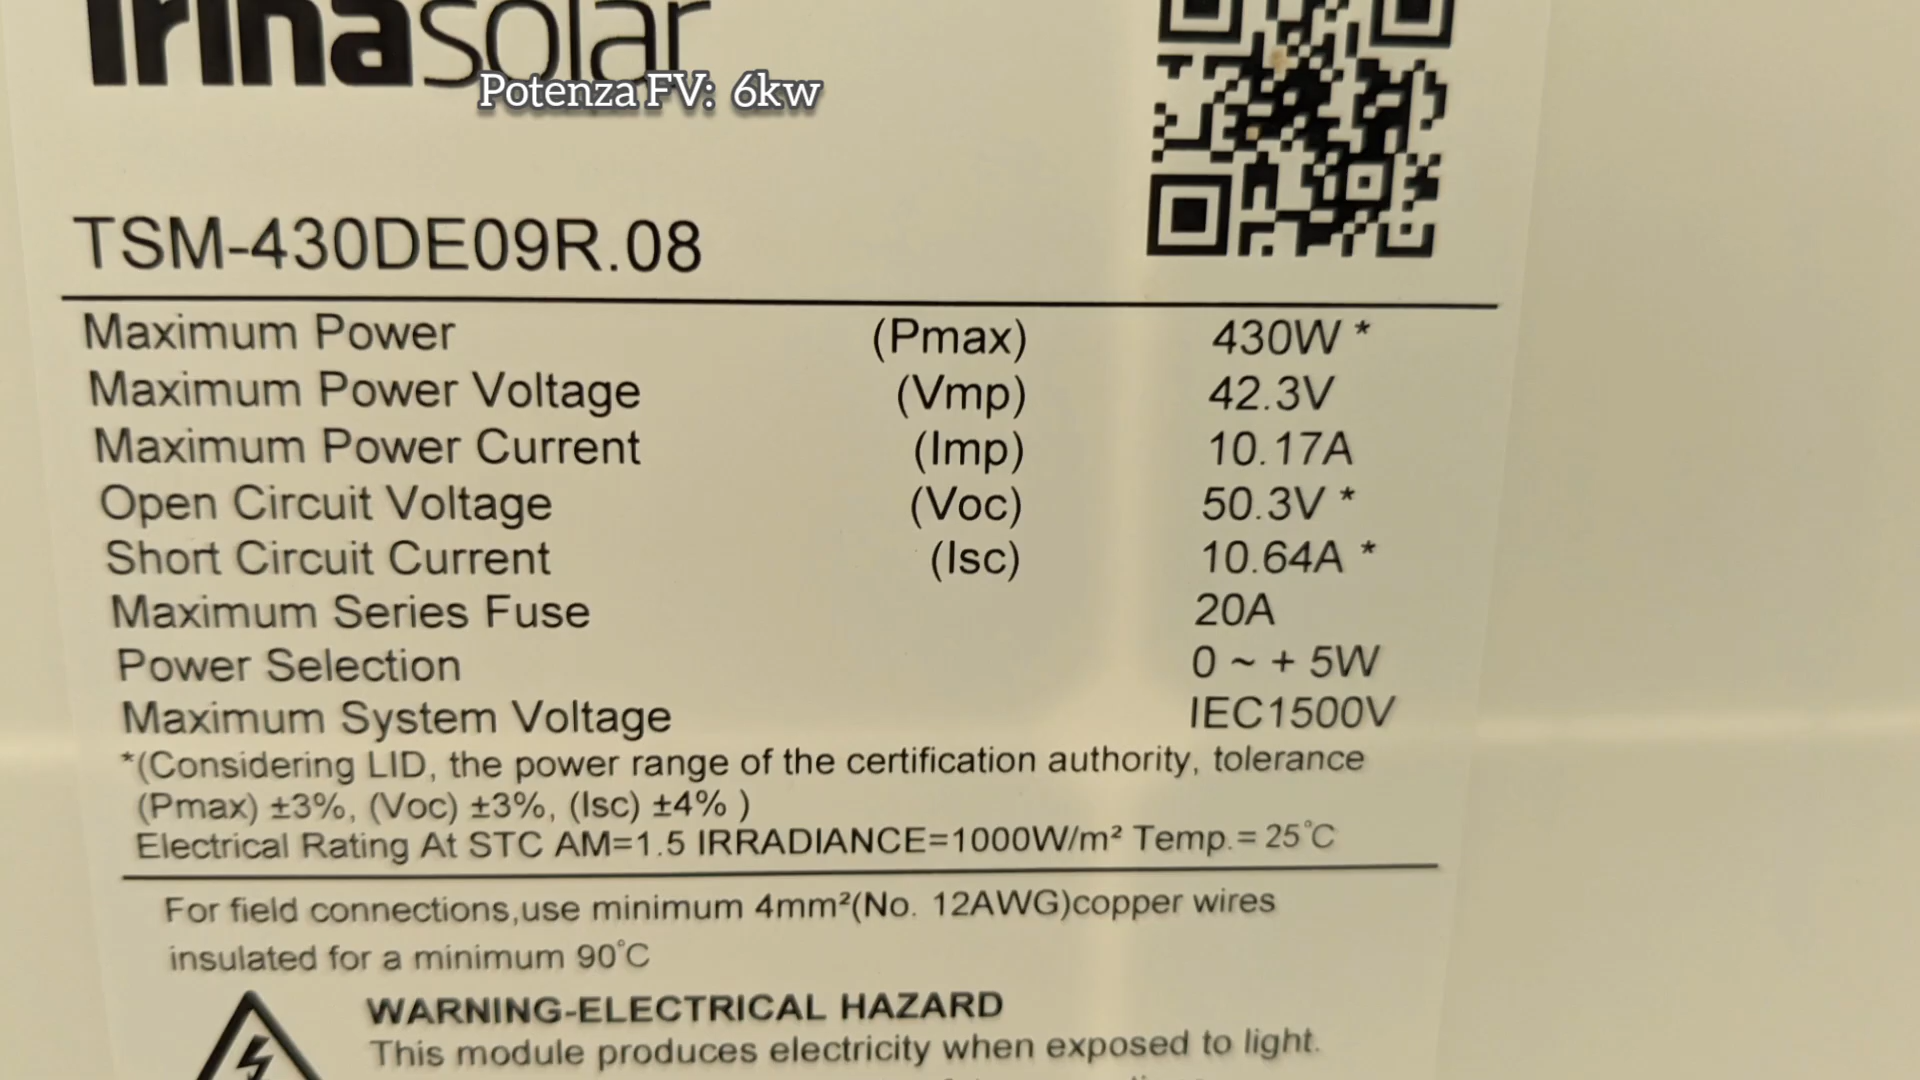 Trinasolar
Potenza FV: 6kw
TSM-430DE09R.08
Maximum Power (Pmax) 430W *
Maximum Power Voltage (Vmp) 42.3V
Maximum Power Current (Imp) 10.17A
Open Circuit Voltage (Voc) 50.3V *
Short Circuit Current (Isc) 10.64A *
Maximum Series Fuse 20A
Power Selection 0 ~ + 5W
Maximum System Voltage IEC1500V
*(Considering LID, the power range of the certification authority, tolerance
(Pmax) ±3%, (Voc) ±3%, (Isc) ±4% )
Electrical Rating At STC AM=1.5 IRRADIANCE=1000W/m² Temp.= 25°C
For field connections,use minimum 4mm²(No. 12AWG)copper wires
insulated for a minimum 90°C
WARNING-ELECTRICAL HAZARD
This module produces electricity when exposed to light.